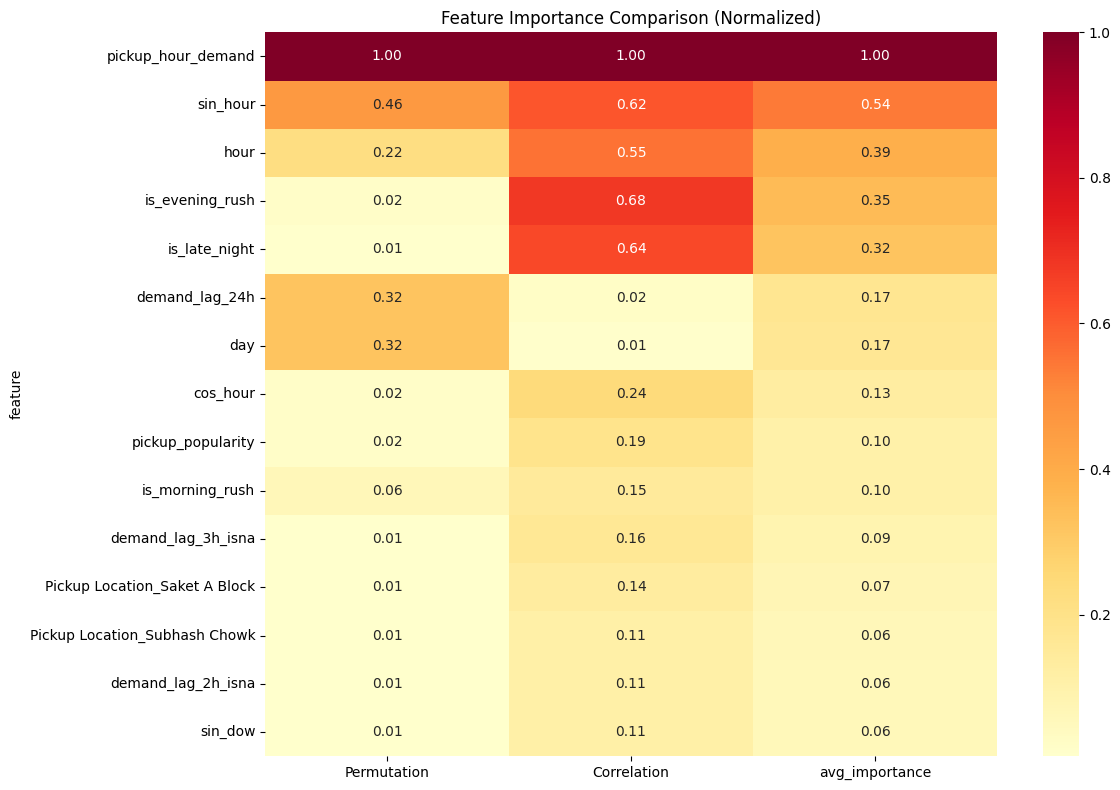 Feature Importance Comparison (Normalized)
feature
pickup_hour_demand 1.00 1.00 1.00
sin_hour 0.46 0.62 0.54
hour 0.22 0.55 0.39
is_evening_rush 0.02 0.68 0.35
is_late_night 0.01 0.64 0.32
demand_lag_24h 0.32 0.02 0.17
day 0.32 0.01 0.17
cos_hour 0.02 0.24 0.13
pickup_popularity 0.02 0.19 0.10
is_morning_rush 0.06 0.15 0.10
demand_lag_3h_isna 0.01 0.16 0.09
Pickup Location_Saket A Block 0.01 0.14 0.07
Pickup Location_Subhash Chowk 0.01 0.11 0.06
demand_lag_2h_isna 0.01 0.11 0.06
sin_dow 0.01 0.11 0.06
Permutation Correlation avg_importance
1.0
0.8
0.6
0.4
0.2